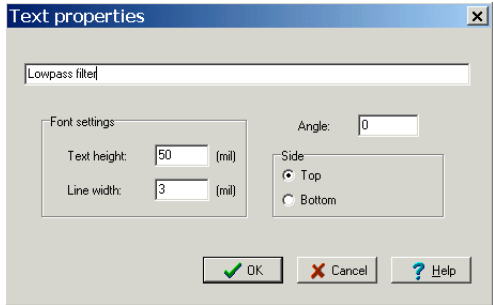 Text properties
Lowpass filter
Font settings
Text height: 50 (mil)
Line width: 3 (mil)
Angle: 0
Side
Top
Bottom
OK Cancel Help